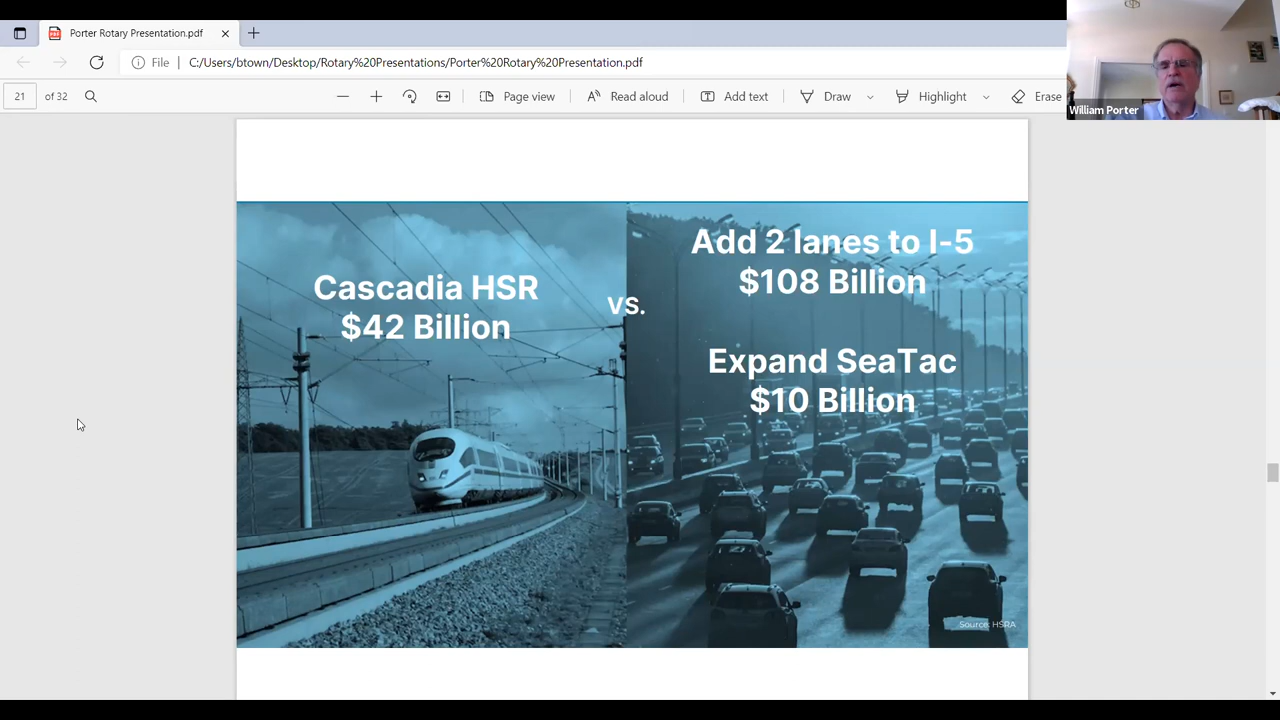 Porter Rotary Presentation.pdf
File
C:/Users/btown/Desktop/Rotary%20Presentations/Porter%20Rotary%20Presentation.pdf
21 of 32
Page view
Read aloud
Add text
Draw
Highlight
Erase
William Porter
Cascadia HSR
$42 Billion
VS.
Add 2 lanes to I-5
$108 Billion
Expand SeaTac
$10 Billion
Source: HSRA